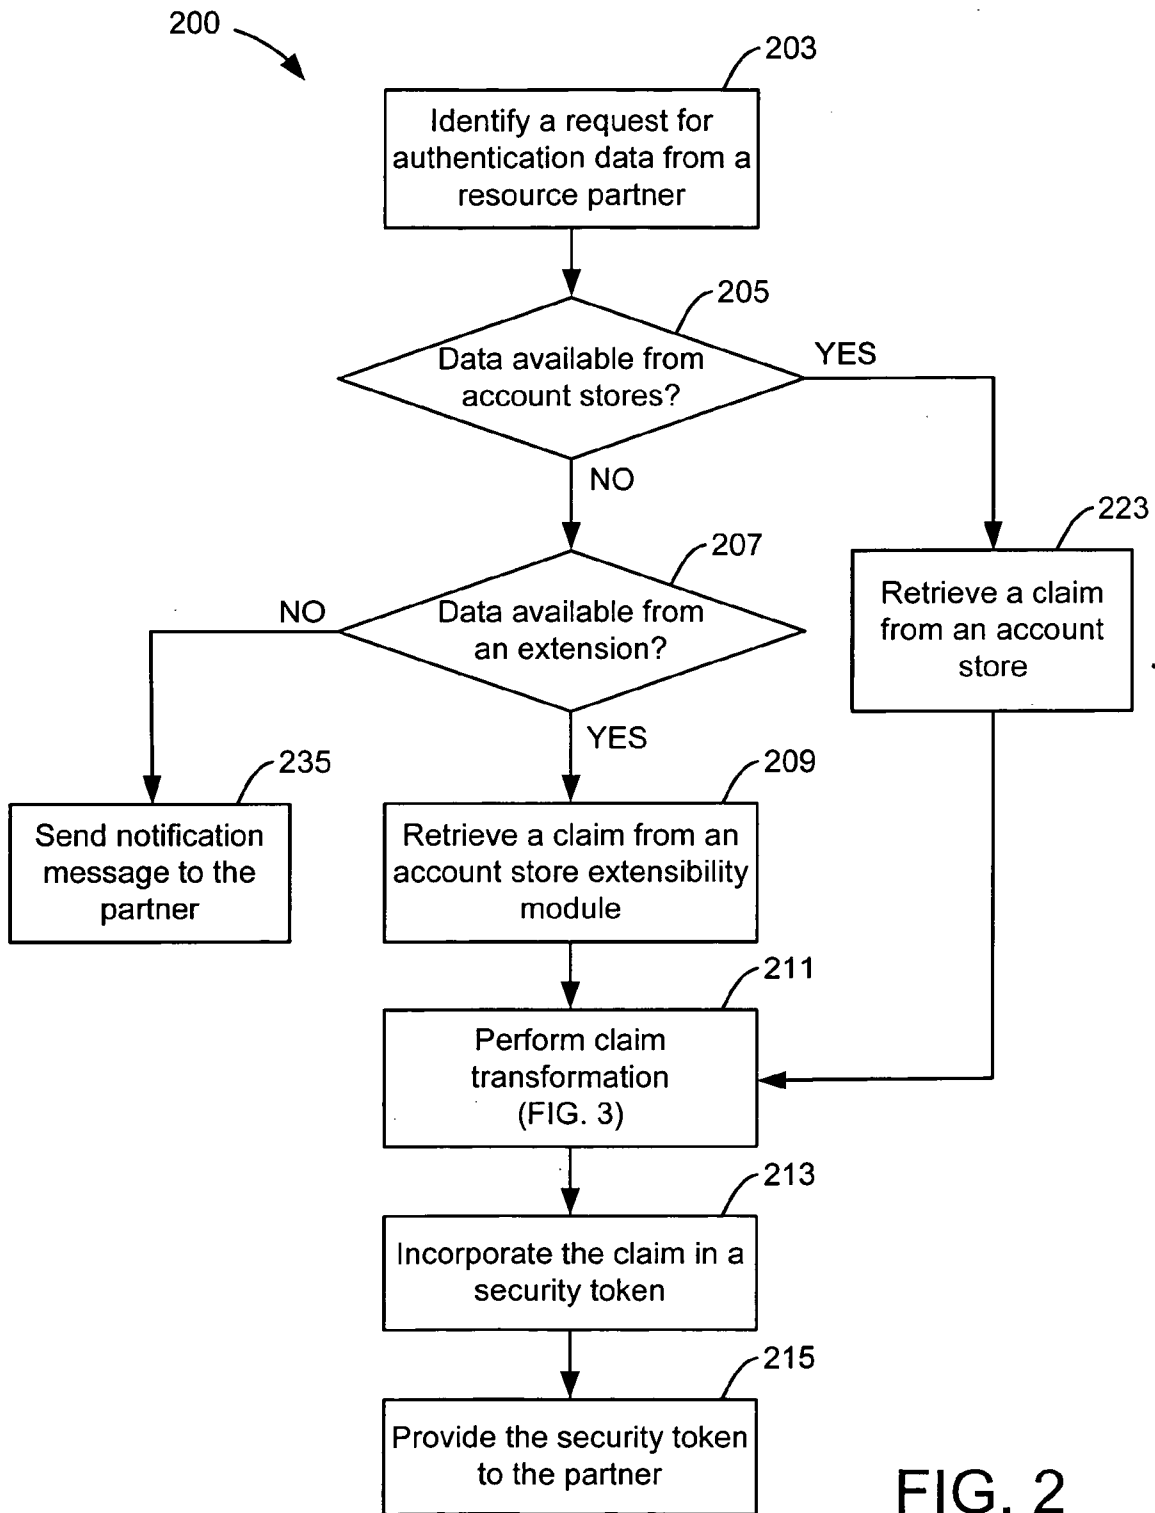 200
203
Identify a request for
authentication data from a
resource partner
205
Data available from
account stores?
YES
NO
207
Data available from
an extension?
NO
YES
223
Retrieve a claim
from an account
store
235
Send notification
message to the
partner
209
Retrieve a claim from an
account store extensibility
module
211
Perform claim
transformation
(FIG. 3)
213
Incorporate the claim in a
security token
215
Provide the security token
to the partner
FIG. 2